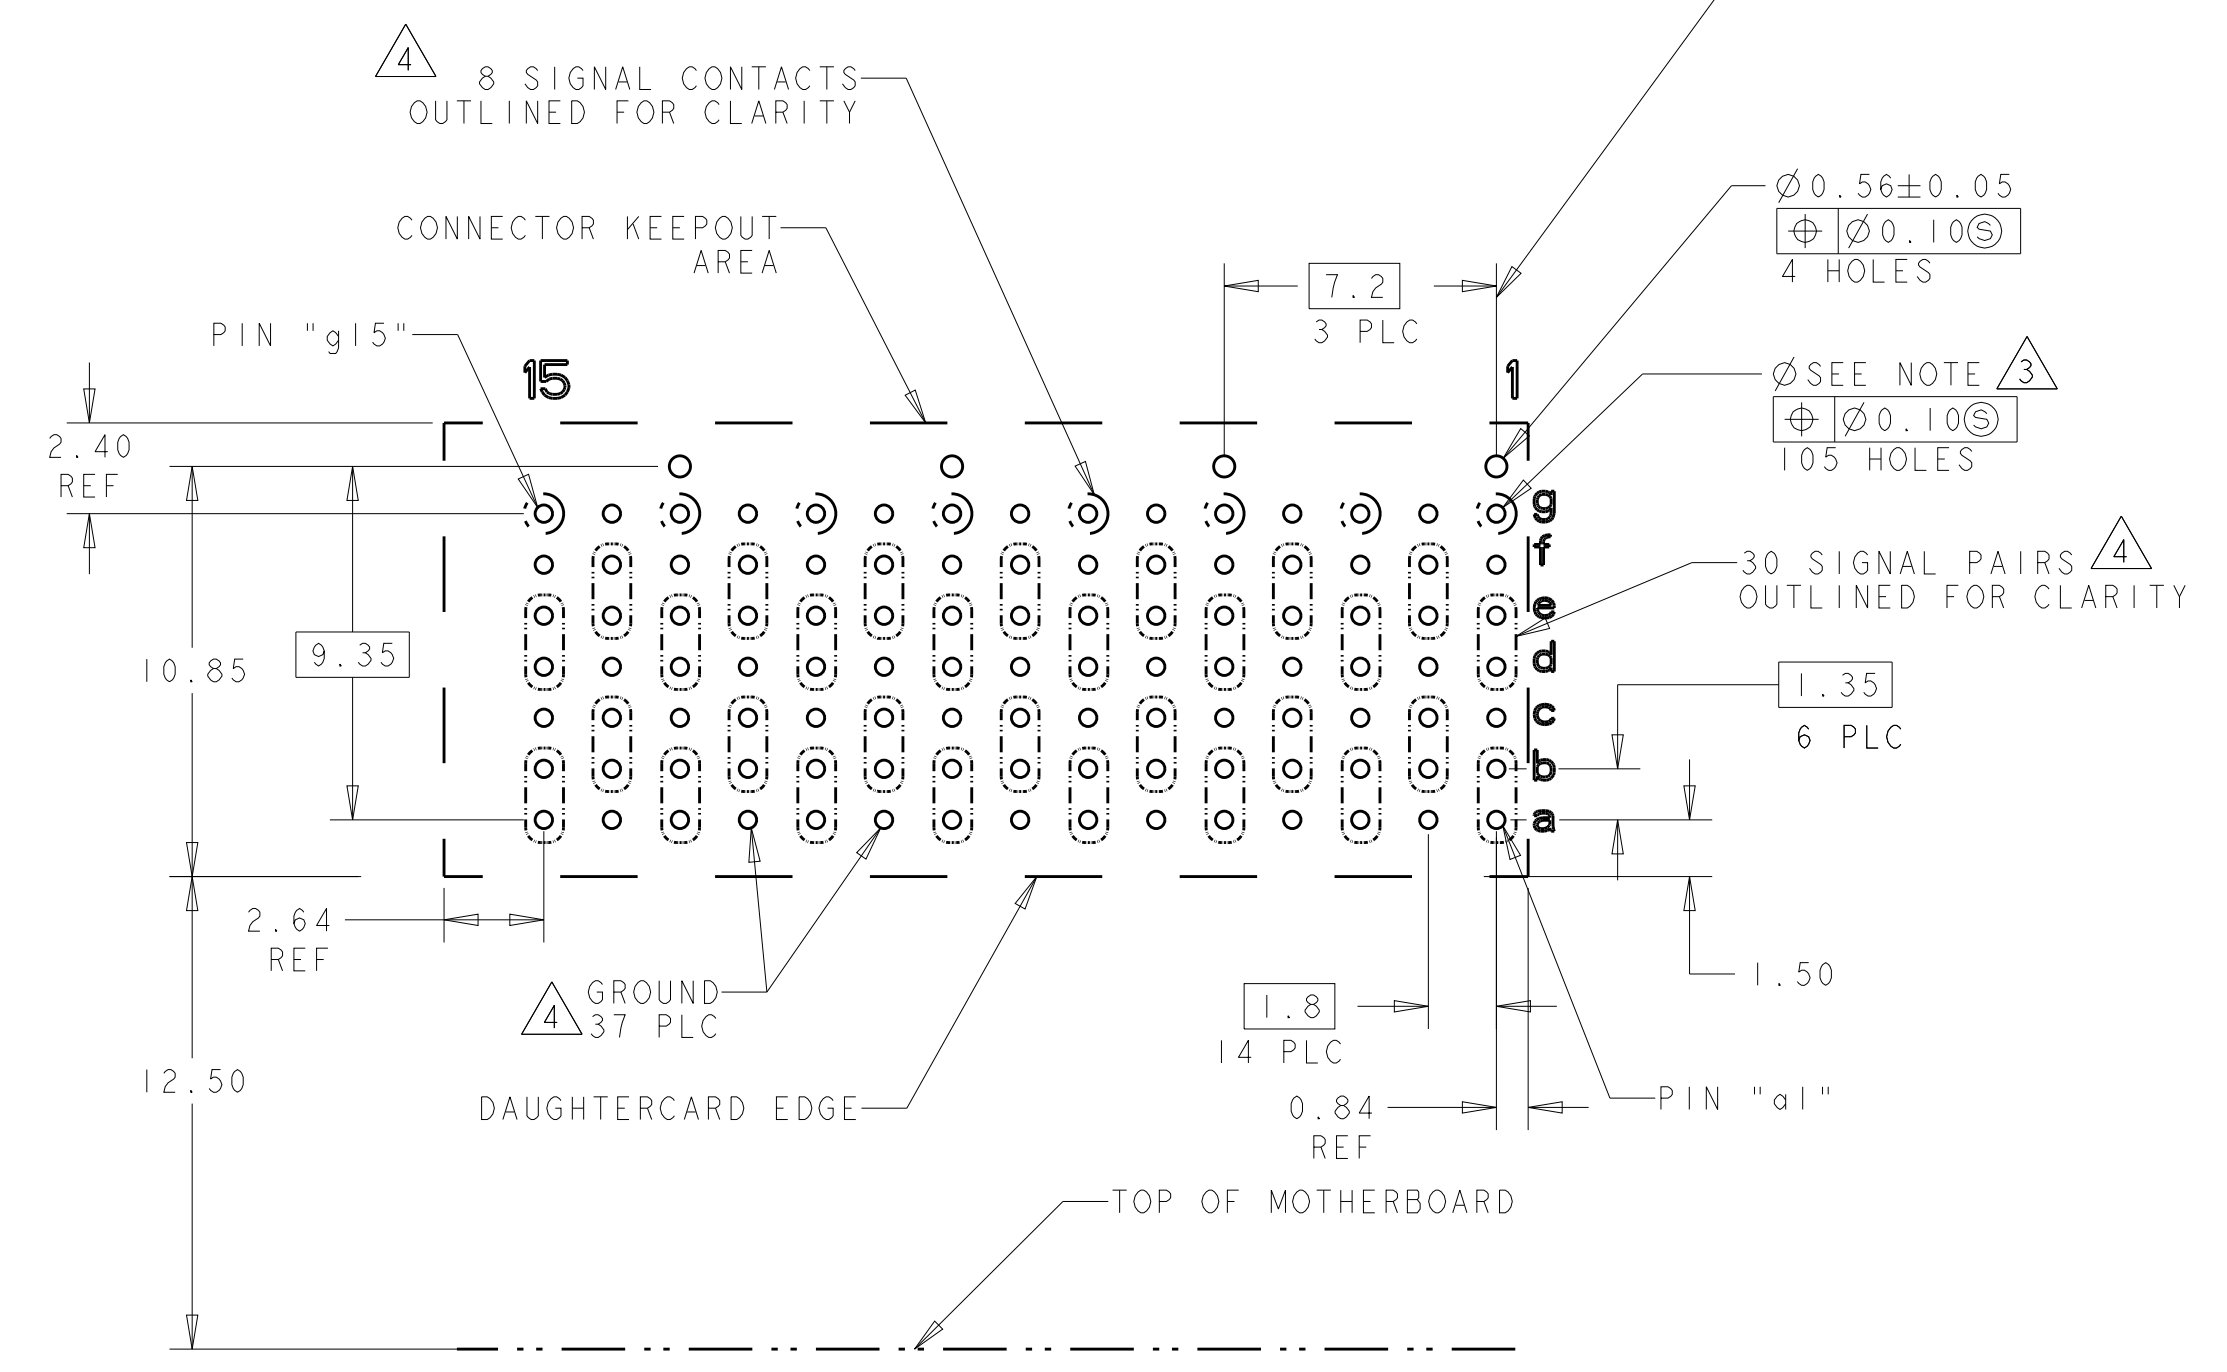 4
8 SIGNAL CONTACTS
OUTLINED FOR CLARITY
CONNECTOR KEEPOUT
AREA
PIN "g15"
15
1
7.2
3 PLC
Ø0.56±0.05
⌖ Ø0.10Ⓢ
4 HOLES
ØSEE NOTE 3
⌖ Ø0.10Ⓢ
105 HOLES
2.40
REF
g
f
e
d
c
b
a
30 SIGNAL PAIRS 4
OUTLINED FOR CLARITY
10.85
9.35
1.35
6 PLC
2.64
REF
1.50
4 GROUND
37 PLC
1.8
14 PLC
12.50
DAUGHTERCARD EDGE
0.84
REF
PIN "a1"
TOP OF MOTHERBOARD